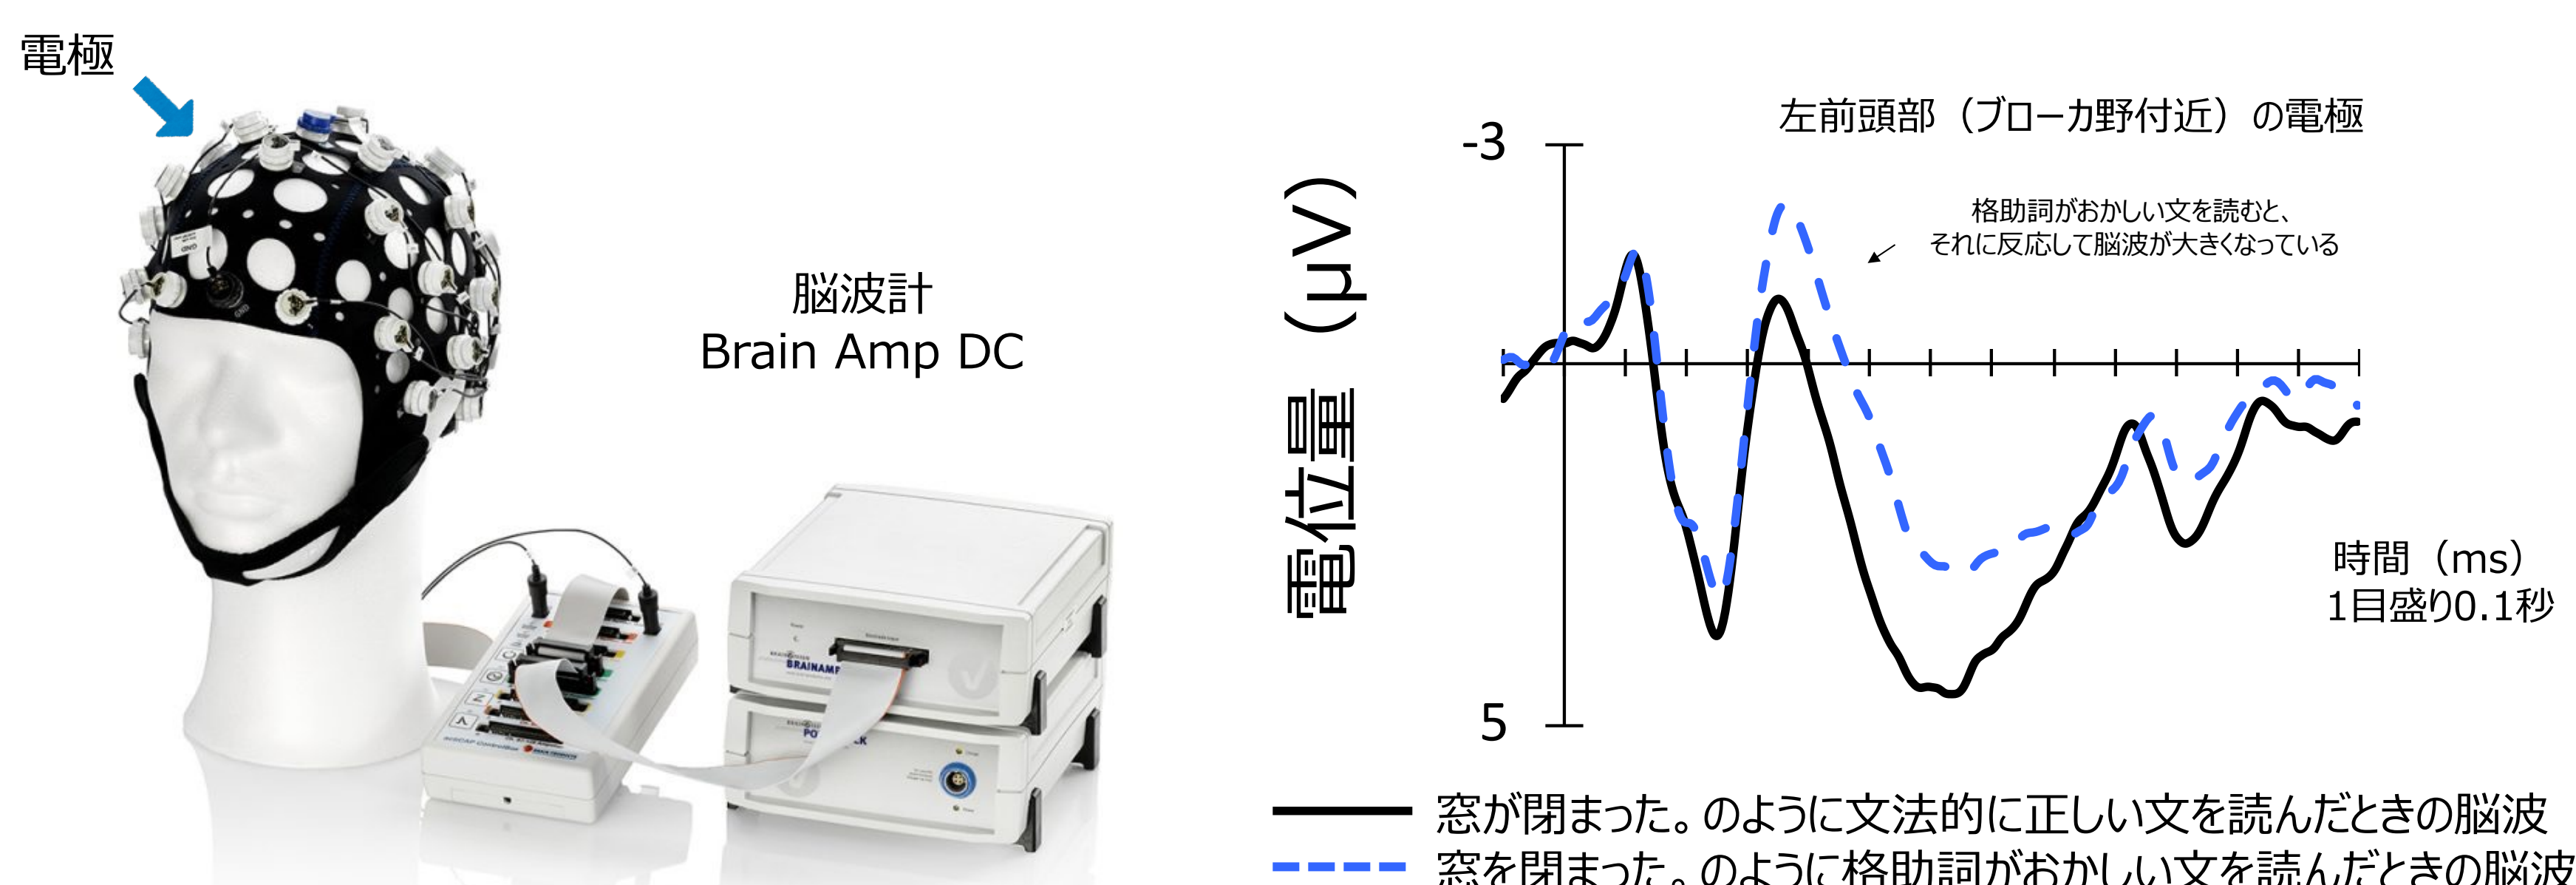 電極
脳波計
Brain Amp DC
GND
BRAINAMP
actiCAP ControlBox
左前頭部（ブローカ野付近）の電極
-3
格助詞がおかしい文を読むと、
それに反応して脳波が大きくなっている
電位量（μV）
時間（ms）
1目盛り0.1秒
5
窓が閉まった。のように文法的に正しい文を読んだときの脳波
窓を閉まった。のように格助詞がおかしい文を読んだときの脳波